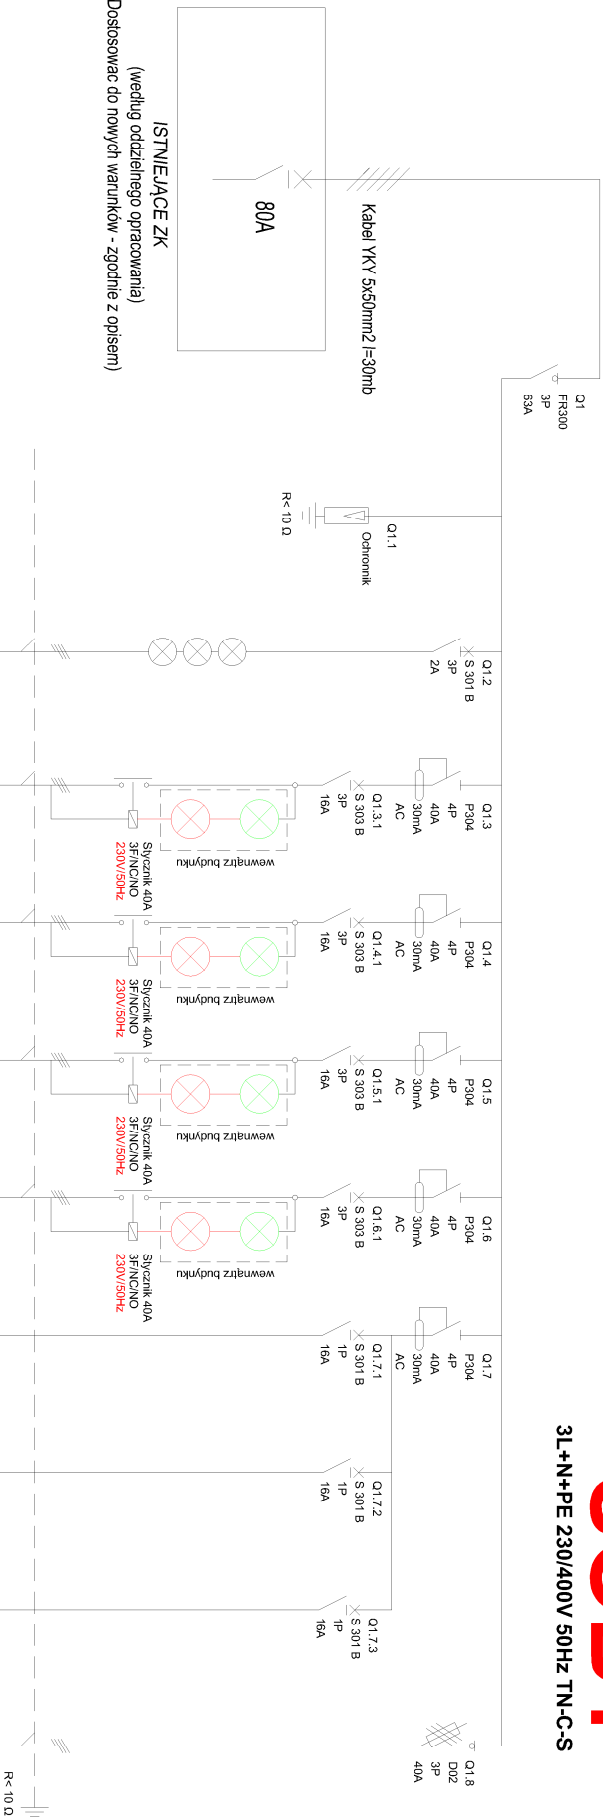 3L+N+PE 230/400V 50Hz TN-C-S
ISTNIEJĄCE ZK
(według oddzielnego opracowania)
Dostosowac do nowych warunków - zgodnie z opisem)
80A
Kabel YKY 5x50mm2 l=30mb
Q1
FR300
3P
63A
Q1.1
Ochronnik
R< 10 Ω
Q1.2
S 301 B
3P
2A
Q1.3
P304
4P
40A
30mA
AC
Q1.3.1
S 303 B
3P
16A
wewnątrz budynku
Stycznik 40A
3F/NC/NO
230V/50Hz
Q1.4
P304
4P
40A
30mA
AC
Q1.4.1
S 303 B
3P
16A
wewnątrz budynku
Stycznik 40A
3F/NC/NO
230V/50Hz
Q1.5
P304
4P
40A
30mA
AC
Q1.5.1
S 303 B
3P
16A
wewnątrz budynku
Stycznik 40A
3F/NC/NO
230V/50Hz
Q1.6
P304
4P
40A
30mA
AC
Q1.6.1
S 303 B
3P
16A
wewnątrz budynku
Stycznik 40A
3F/NC/NO
230V/50Hz
Q1.7
P304
4P
40A
30mA
AC
Q1.7.1
S 301 B
1P
16A
Q1.7.2
S 301 B
1P
16A
Q1.7.3
S 301 B
1P
16A
Q1.8
D02
3P
40A
R< 10 Ω